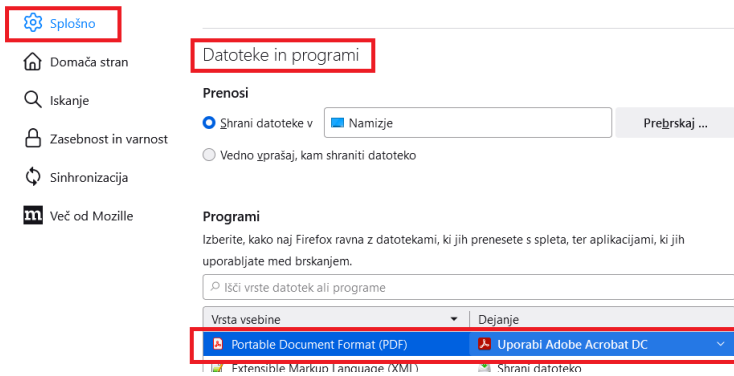 Splošno
Domača stran
Iskanje
Zasebnost in varnost
Sinhronizacija
Več od Mozille
Datoteke in programi
Prenosi
Shrani datoteke v Namizje Prebrskaj ...
Vedno vprašaj, kam shraniti datoteko
Programi
Izberite, kako naj Firefox ravna z datotekami, ki jih prenesete s spleta, ter aplikacijami, ki jih
uporabljate med brskanjem.
Išči vrste datotek ali programe
Vrsta vsebine Dejanje
Portable Document Format (PDF) Uporabi Adobe Acrobat DC
Extensible Markup Language (XML) Shrani datoteko